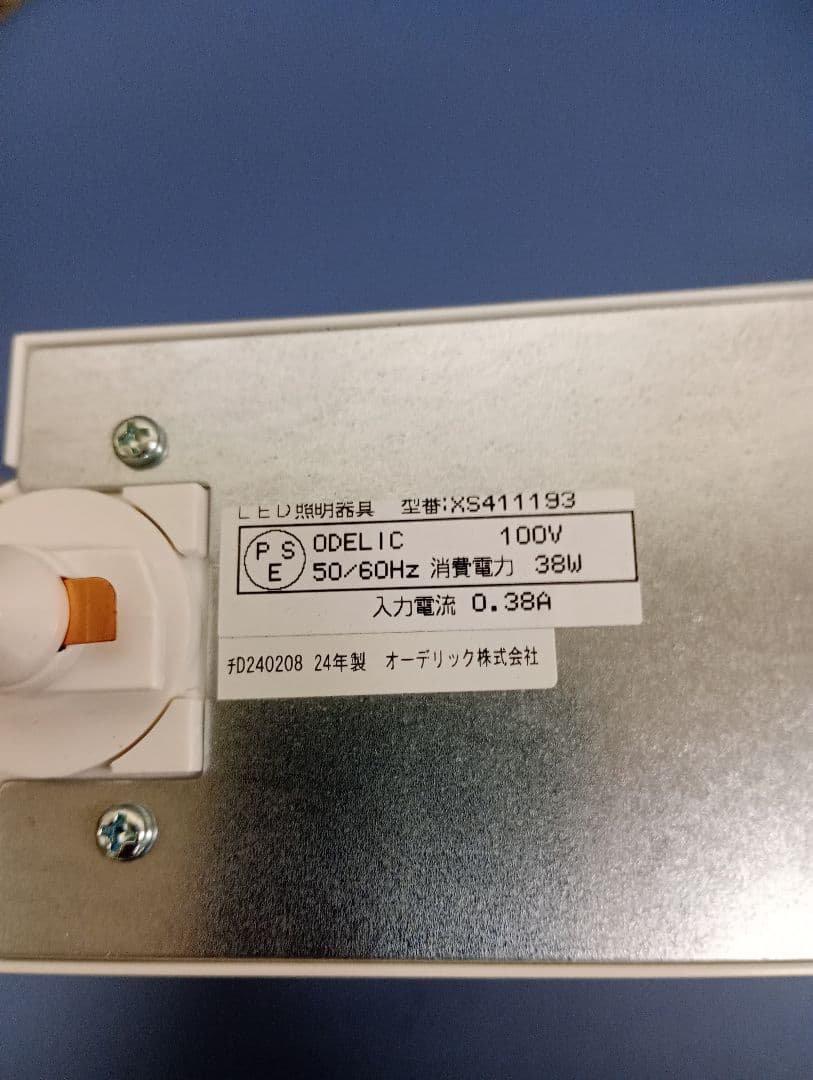 LED照明器具 型番:XS411193
PSE ODELIC 100V
50/60Hz 消費電力 38W
入力電流 0.38A
ﾁD240208 24年製 オーデリック株式会社